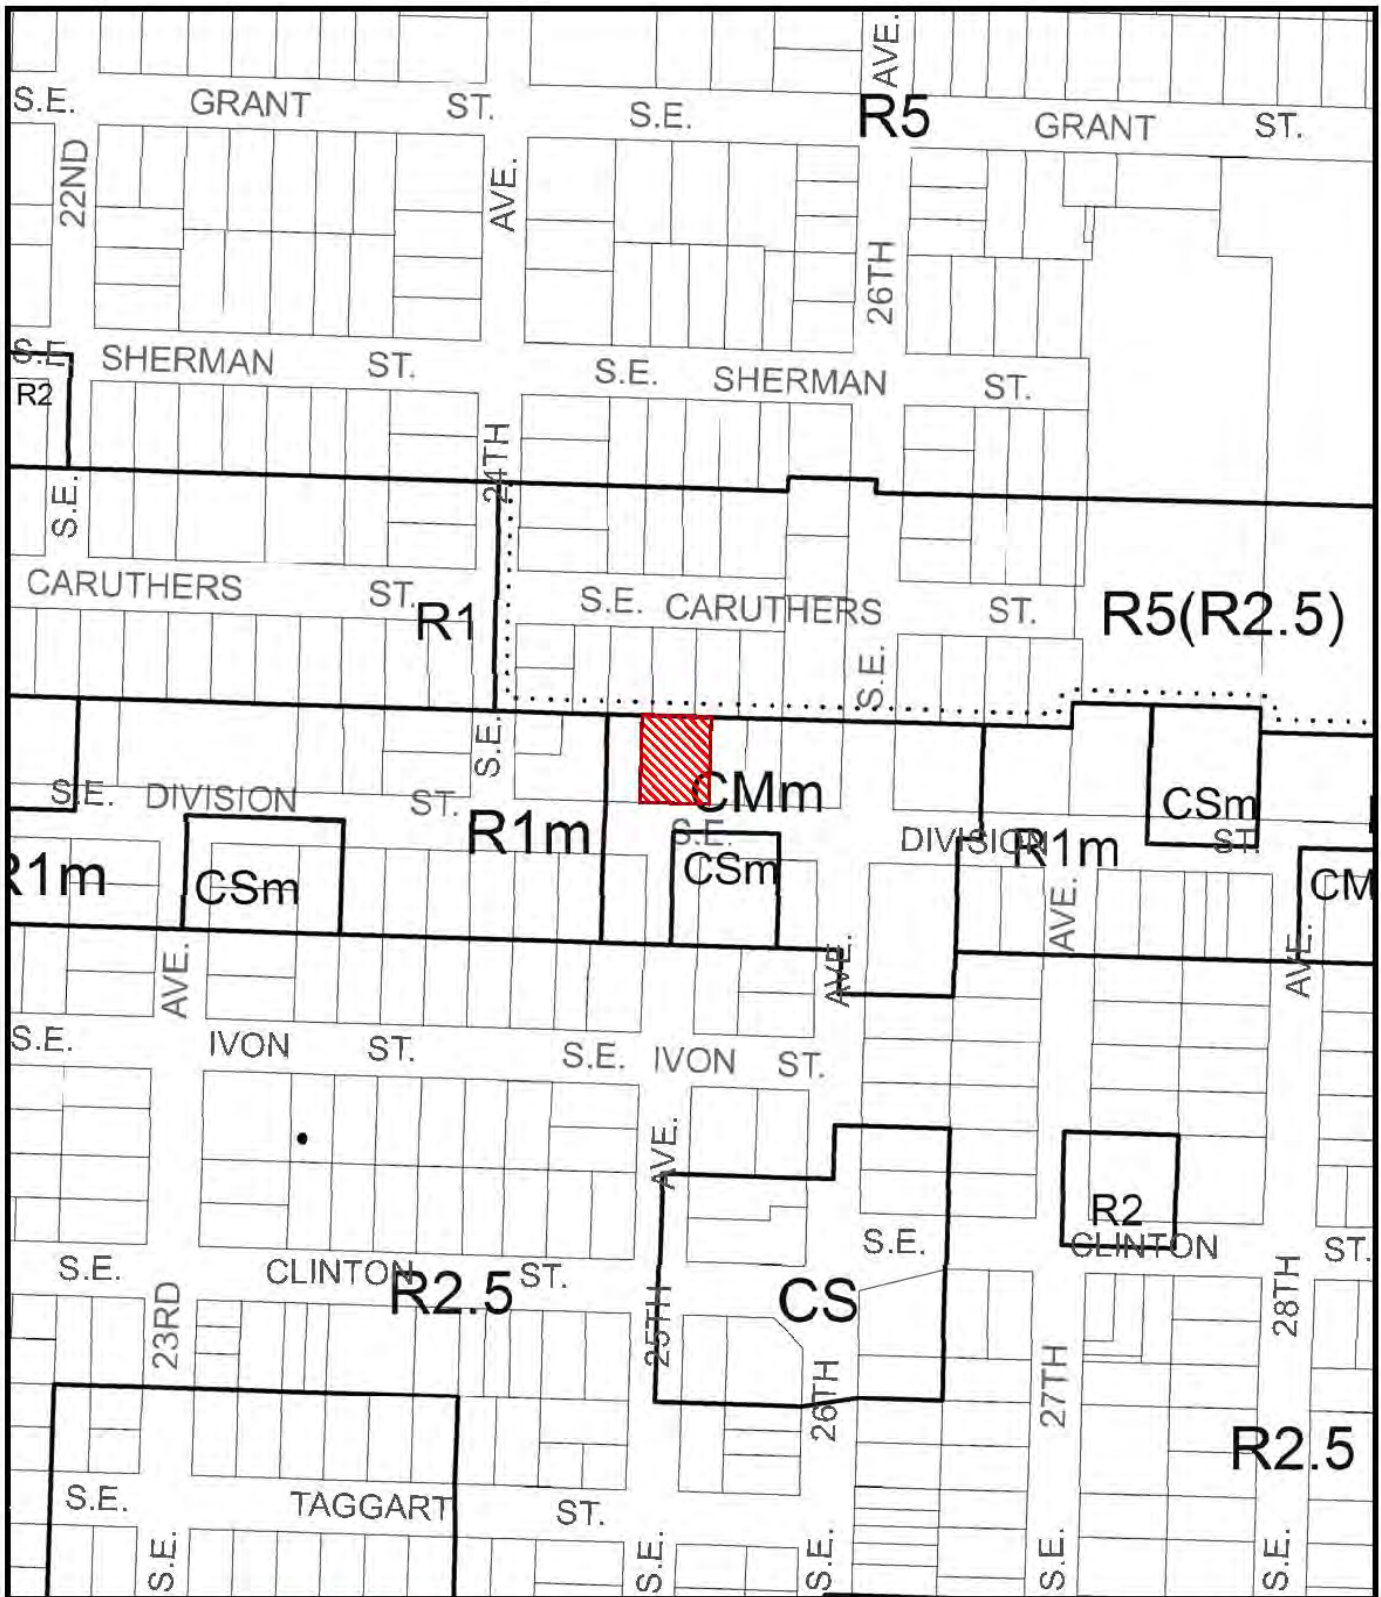 AVE.
S.E. GRANT ST. S.E. R5 GRANT ST.
22ND
AVE.
26TH
S.E. SHERMAN ST. S.E. SHERMAN ST.
R2
24TH
S.E.
CARUTHERS ST. R1 S.E. CARUTHERS ST. R5(R2.5)
S.E.
S.E.
S.E. DIVISION ST. CMm CSm
R1m S.E. DIVISION R1m ST.
R1m CSm CSm CM
AVE.
AVE. AVE. AVE.
S.E. IVON ST. S.E. IVON ST.
AVE.
R2
S.E. CLINTON ST. S.E. CLINTON ST.
R2.5 CS
23RD 25TH 28TH
26TH 27TH
R2.5
S.E. TAGGART ST.
S.E. S.E. S.E. S.E. S.E.